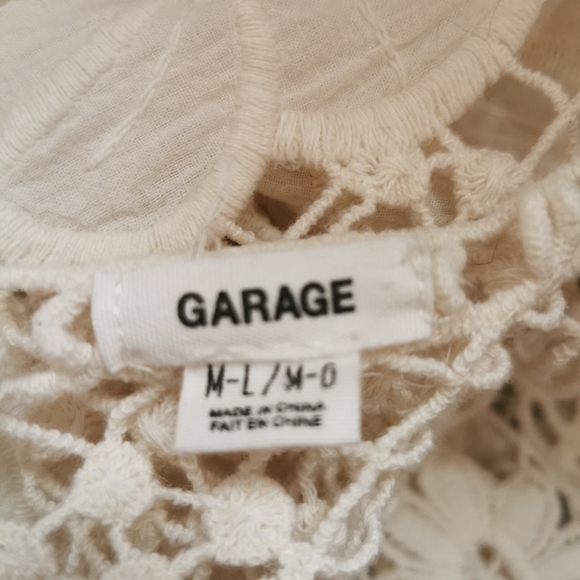 GARAGE
M-L/M-G
MADE IN CHINA
FAIT EN CHINE